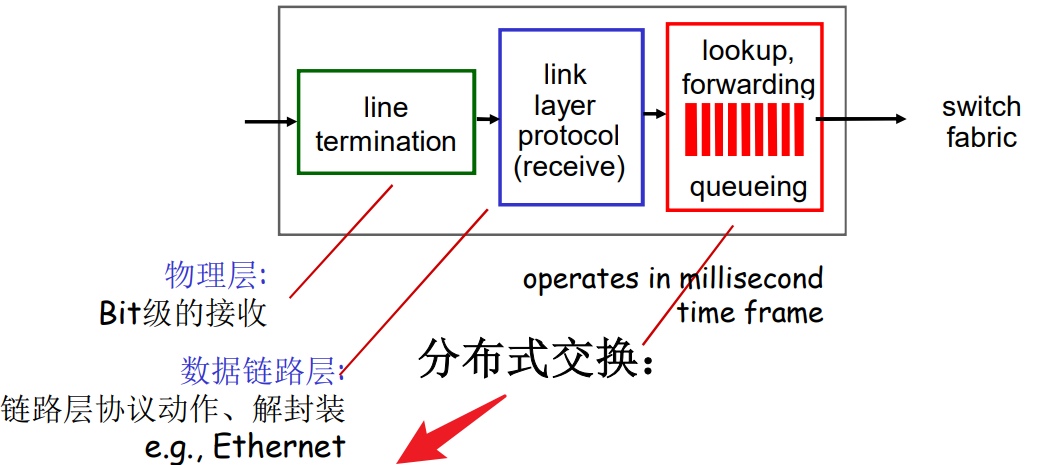 line
termination
link
layer
protocol
(receive)
lookup,
forwarding
queueing
switch
fabric
物理层:
Bit级的接收
数据链路层:
链路层协议动作、解封装
e.g., Ethernet
operates in millisecond
time frame
分布式交换：